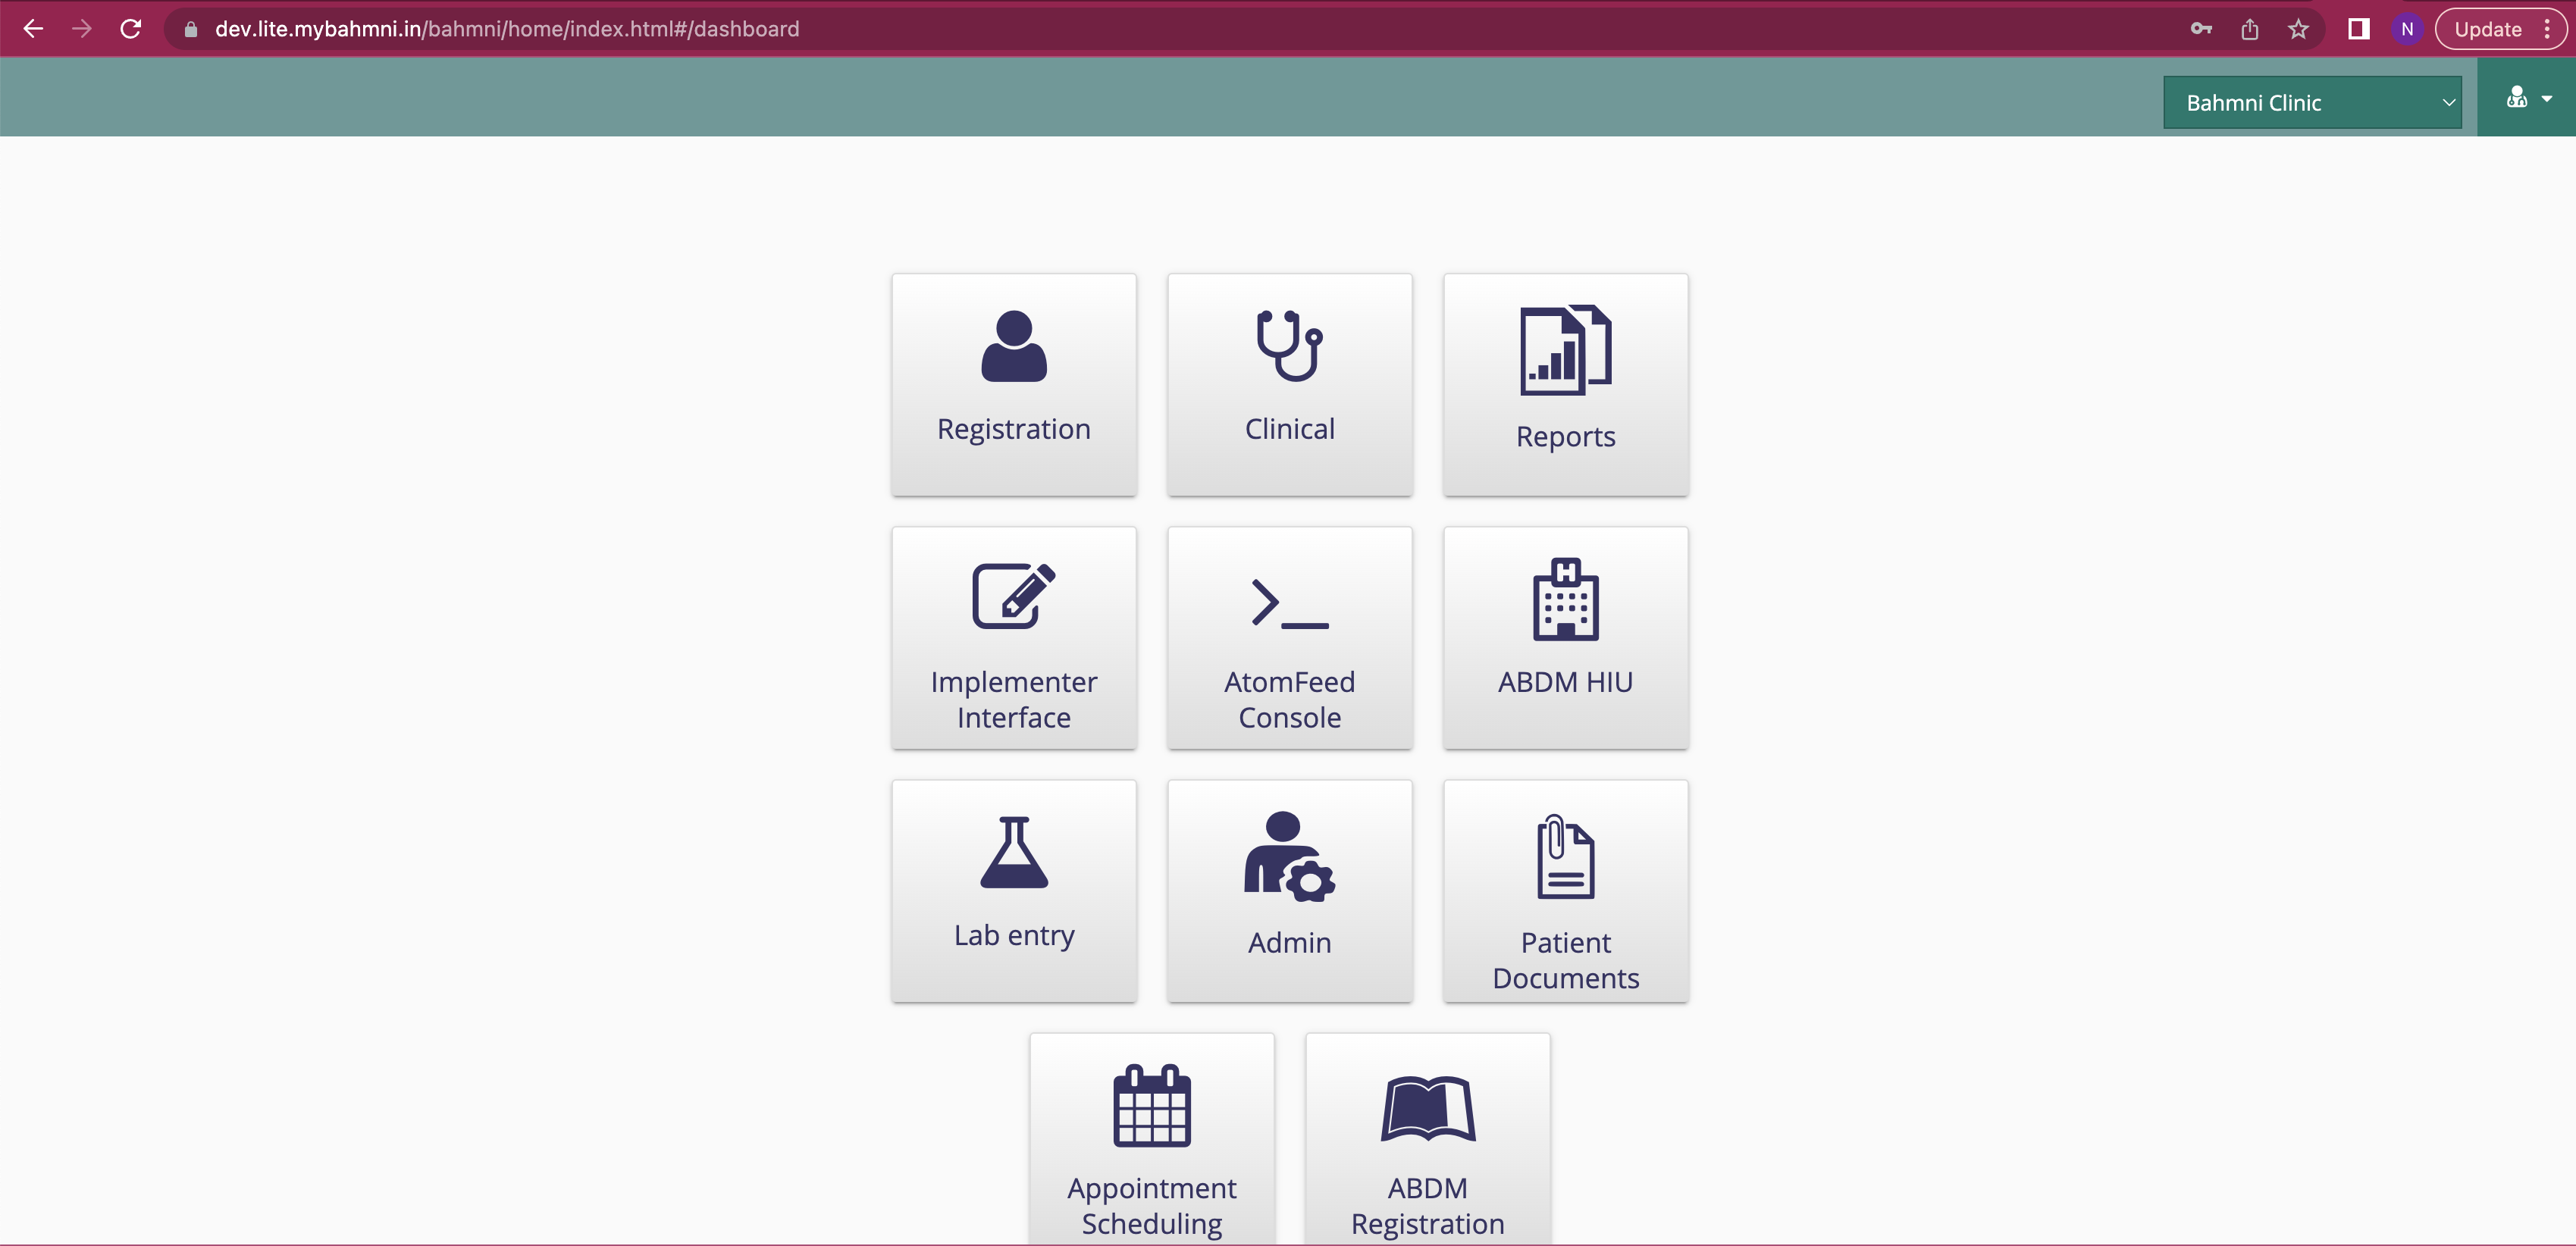 dev.lite.mybahmni.in/bahmni/home/index.html#/dashboard
N
Update
Bahmni Clinic
Registration
Clinical
Reports
Implementer
Interface
AtomFeed
Console
ABDM HIU
Lab entry
Admin
Patient
Documents
Appointment
Scheduling
ABDM
Registration